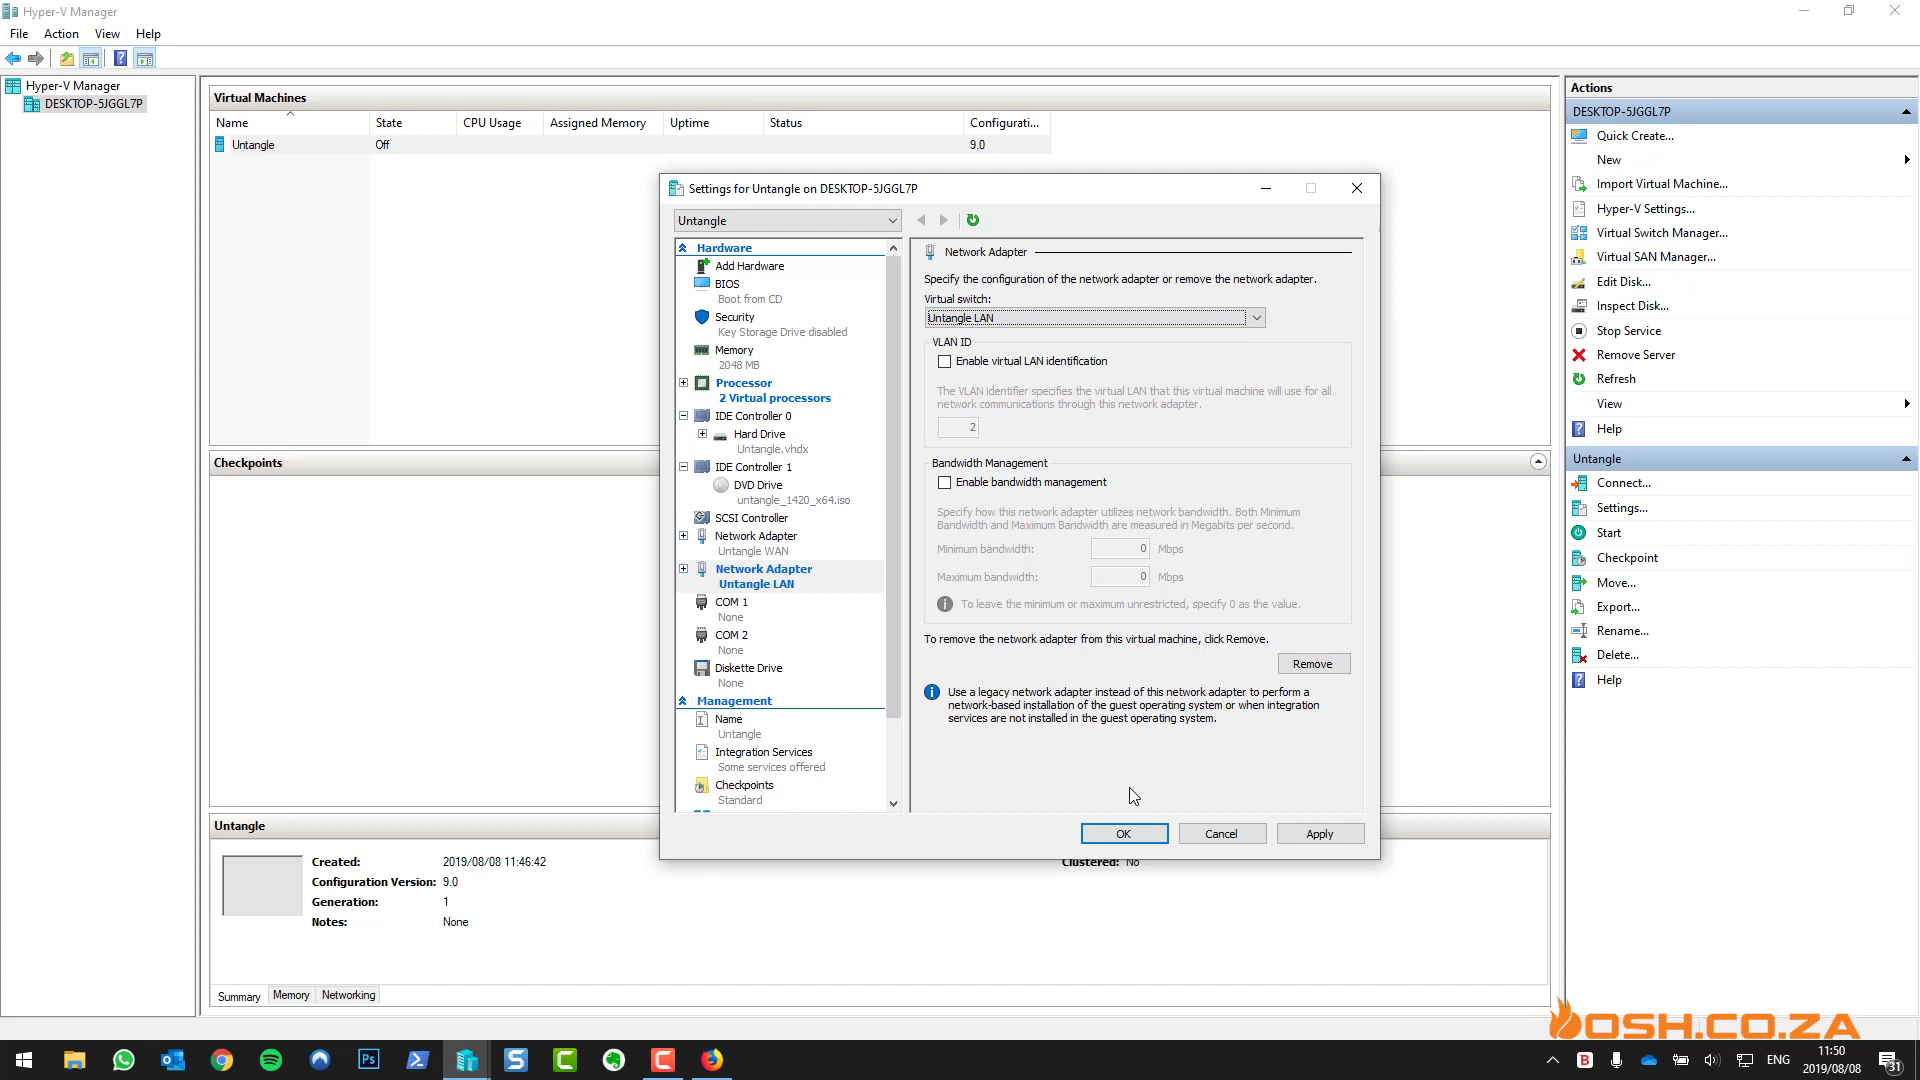 Hyper-V Manager
File Action View Help
Hyper-V Manager
DESKTOP-5JGGL7P
Virtual Machines
Name State CPU Usage Assigned Memory Uptime Status Configurati...
Untangle Off 9.0
Checkpoints
Untangle
Created: 2019/08/08 11:46:42
Clustered: No
Configuration Version: 9.0
Generation: 1
Notes: None
Summary Memory Networking
Settings for Untangle on DESKTOP-5JGGL7P
Untangle
Hardware
Add Hardware
BIOS
Boot from CD
Security
Key Storage Drive disabled
Memory
2048 MB
Processor
2 Virtual processors
IDE Controller 0
Hard Drive
Untangle.vhdx
IDE Controller 1
DVD Drive
untangle_1420_x64.iso
SCSI Controller
Network Adapter
Untangle WAN
Network Adapter
Untangle LAN
COM 1
None
COM 2
None
Diskette Drive
None
Management
Name
Untangle
Integration Services
Some services offered
Checkpoints
Standard
Network Adapter
Specify the configuration of the network adapter or remove the network adapter.
Virtual switch:
Untangle LAN
VLAN ID
Enable virtual LAN identification
The VLAN identifier specifies the virtual LAN that this virtual machine will use for all
network communications through this network adapter.
2
Bandwidth Management
Enable bandwidth management
Specify how this network adapter utilizes network bandwidth. Both Minimum
Bandwidth and Maximum Bandwidth are measured in Megabits per second.
Minimum bandwidth: 0 Mbps
Maximum bandwidth: 0 Mbps
To leave the minimum or maximum unrestricted, specify 0 as the value.
To remove the network adapter from this virtual machine, click Remove.
Remove
Use a legacy network adapter instead of this network adapter to perform a
network-based installation of the guest operating system or when integration
services are not installed in the guest operating system.
OK Cancel Apply
Actions
DESKTOP-5JGGL7P
Quick Create...
New
Import Virtual Machine...
Hyper-V Settings...
Virtual Switch Manager...
Virtual SAN Manager...
Edit Disk...
Inspect Disk...
Stop Service
Remove Server
Refresh
View
Help
Untangle
Connect...
Settings...
Start
Checkpoint
Move...
Export...
Rename...
Delete...
Help
OSH.CO.ZA
Ps
ENG
11:50
2019/08/08
31